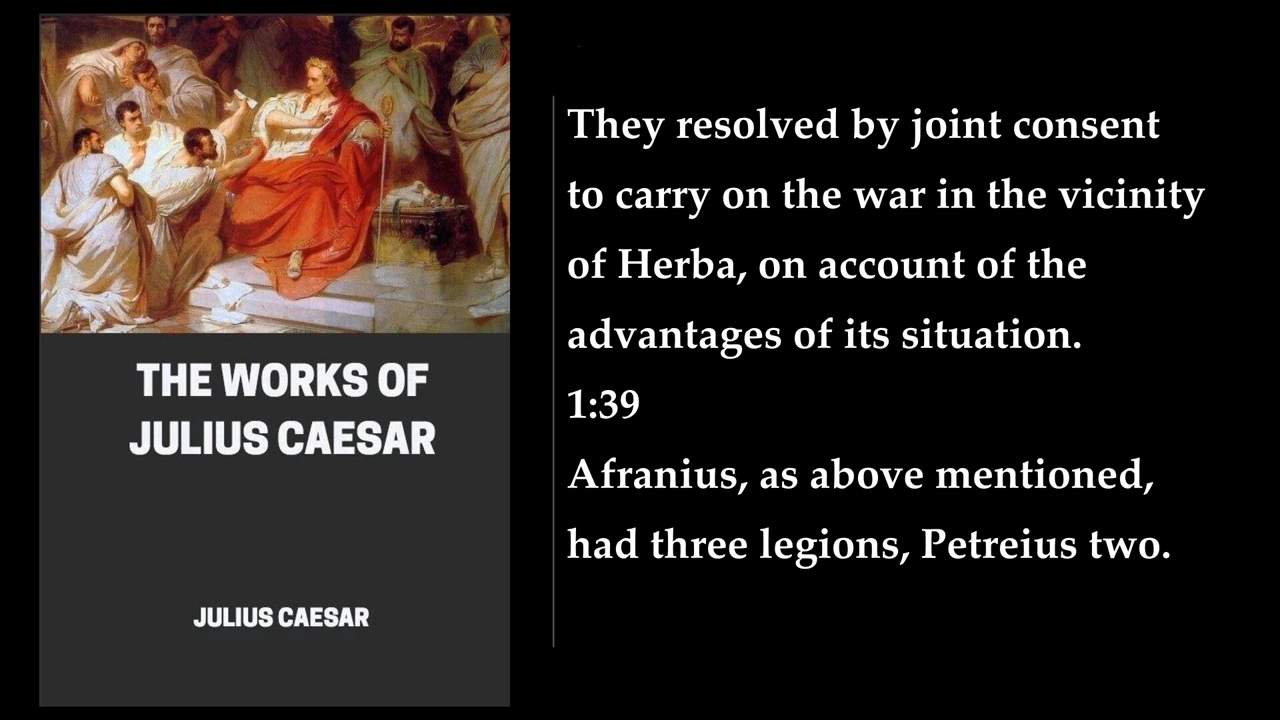 THE WORKS OF
JULIUS CAESAR
JULIUS CAESAR
They resolved by joint consent
to carry on the war in the vicinity
of Herba, on account of the
advantages of its situation.
1:39
Afranius, as above mentioned,
had three legions, Petreius two.